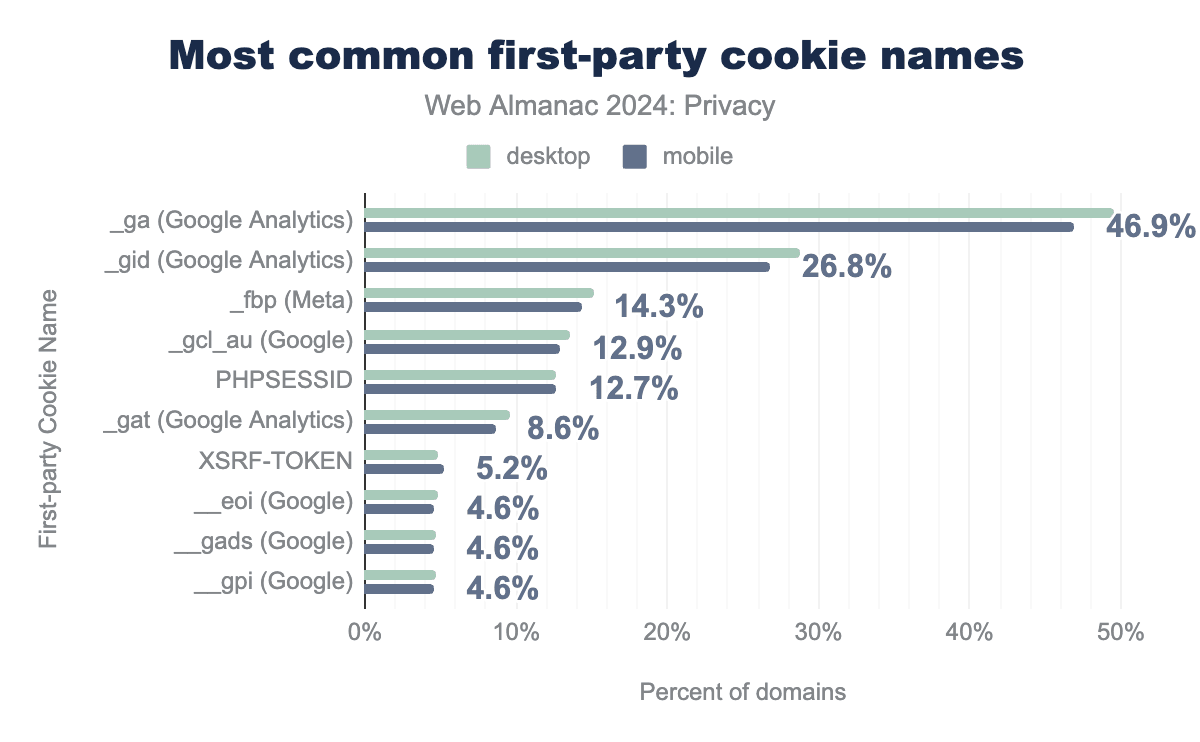 Most common first-party cookie names
Web Almanac 2024: Privacy
desktop mobile
First-party Cookie Name
_ga (Google Analytics) 46.9%
_gid (Google Analytics) 26.8%
_fbp (Meta) 14.3%
_gcl_au (Google) 12.9%
PHPSESSID 12.7%
_gat (Google Analytics) 8.6%
XSRF-TOKEN 5.2%
__eoi (Google) 4.6%
__gads (Google) 4.6%
__gpi (Google) 4.6%
0% 10% 20% 30% 40% 50%
Percent of domains